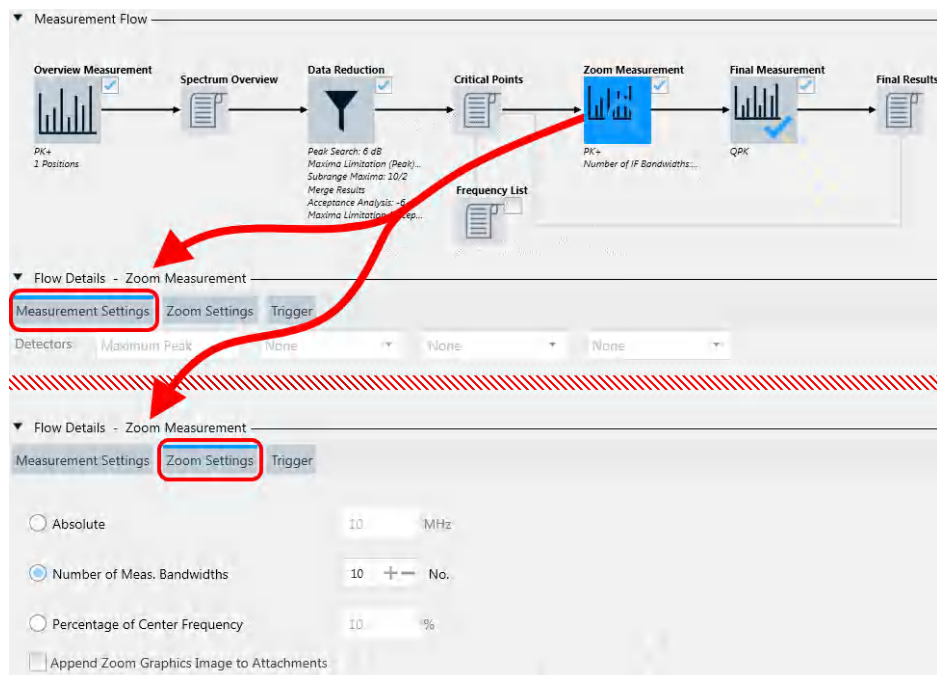 Measurement Flow
Overview Measurement
Spectrum Overview
Data Reduction
Critical Points
Zoom Measurement
Final Measurement
Final Results
PK+
1 Positions
Peak Search: 6 dB
Maxima Limitation (Peak)...
Subrange Maxima: 10/2
Merge Results
Acceptance Analysis: -6
Maxima Limitation
PK+
Number of IF Bandwidths:...
QPK
Frequency List
Flow Details - Zoom Measurement
Measurement Settings Zoom Settings Trigger
Detectors Maximum Peak None None None
Flow Details - Zoom Measurement
Measurement Settings Zoom Settings Trigger
Absolute 10 MHz
Number of Meas. Bandwidths 10 +− No.
Percentage of Center Frequency 10 %
Append Zoom Graphics Image to Attachments